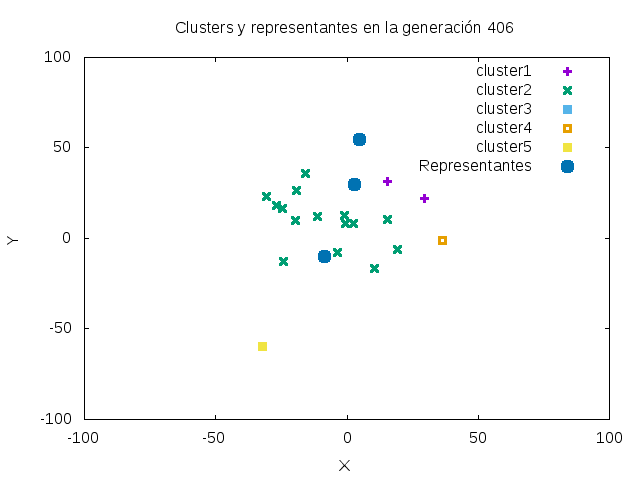 Clusters y representantes en la generación 406
100
cluster1
cluster2
cluster3
cluster4
cluster5
Representantes
50
0
-50
-100
Y
-100
-50
0
50
100
X